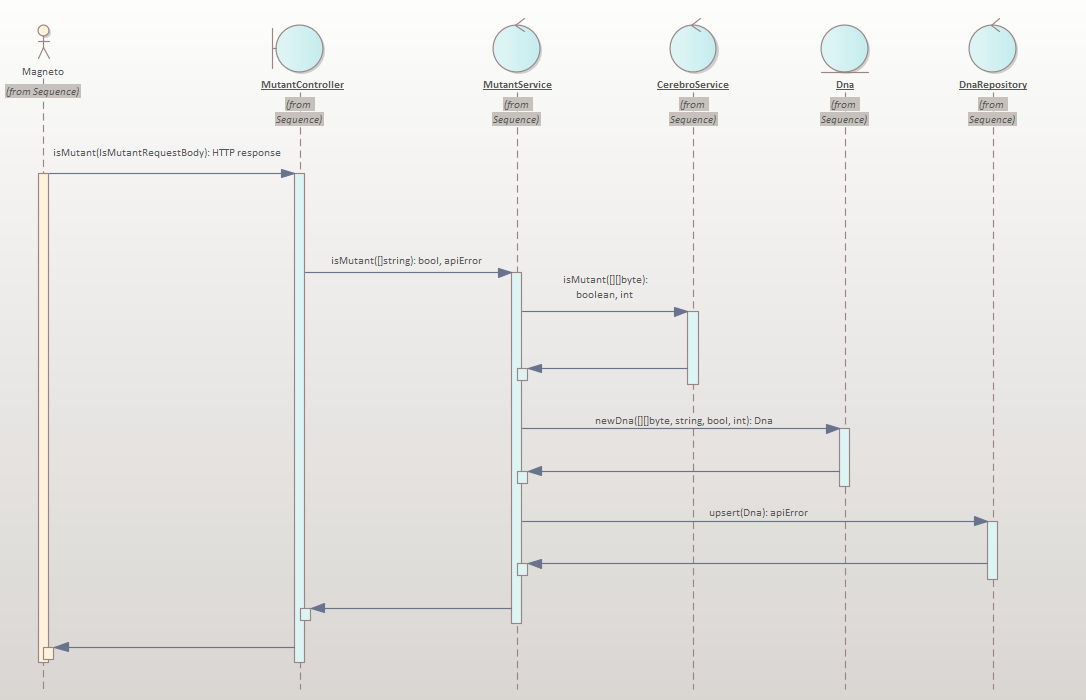 Magneto
(from Sequence)
MutantController
(from
Sequence)
MutantService
(from
Sequence)
CerebroService
(from
Sequence)
Dna
(from
Sequence)
DnaRepository
(from
Sequence)
isMutant(IsMutantRequestBody): HTTP response
isMutant([]string): bool, apiError
isMutant([][]byte):
boolean, int
newDna([][]byte, string, bool, int): Dna
upsert(Dna): apiError